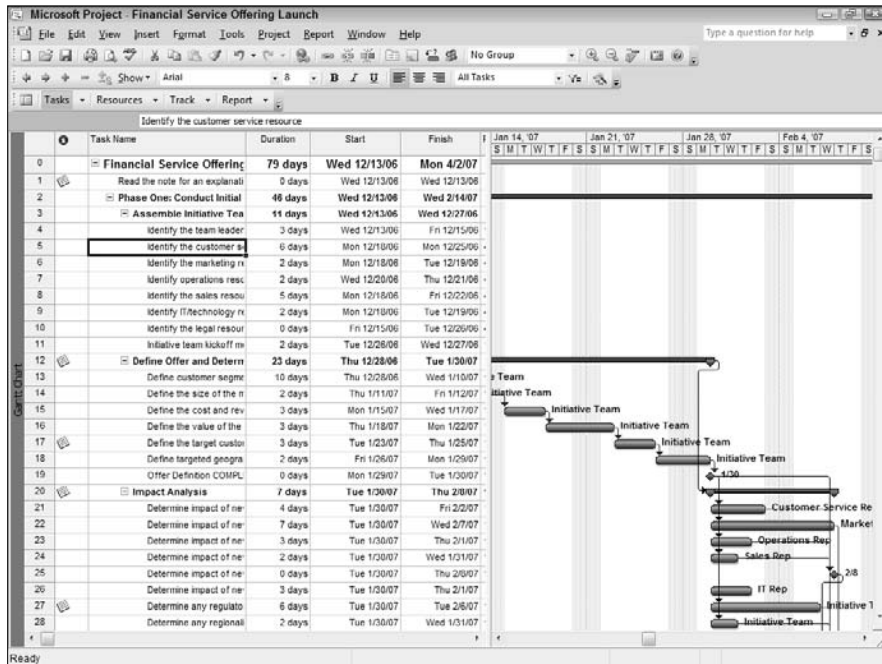 Microsoft Project - Financial Service Offering Launch
File Edit View Insert Format Tools Project Report Window Help Type a question for help
Show Arial 8 B I U All Tasks
No Group
Tasks Resources Track Report
Identify the customer service resource
Task Name Duration Start Finish Jan 14, '07 Jan 21, '07 Jan 28, '07 Feb 4, '07
S M T W T F S S M T W T F S S M T W T F S S M T W T F S
0 Financial Service Offering 79 days Wed 12/13/06 Mon 4/2/07
1 Read the note for an explanati 0 days Wed 12/13/06 Wed 12/13/06
2 Phase One: Conduct Initial 46 days Wed 12/13/06 Wed 2/14/07
3 Assemble Initiative Tea 11 days Wed 12/13/06 Wed 12/27/06
4 Identify the team leader 3 days Wed 12/13/06 Fri 12/15/06
5 Identify the customer se 6 days Mon 12/18/06 Mon 12/25/06
6 Identify the marketing re 2 days Mon 12/18/06 Tue 12/19/06
7 Identify operations resc 2 days Wed 12/20/06 Thu 12/21/06
8 Identify the sales resou 5 days Mon 12/18/06 Fri 12/22/06
9 Identify IT/technology re 2 days Mon 12/18/06 Tue 12/19/06
10 Identify the legal resour 0 days Fri 12/15/06 Tue 12/26/06
11 Initiative team kickoff m 2 days Tue 12/26/06 Wed 12/27/06
12 Define Offer and Determ 23 days Thu 12/28/06 Tue 1/30/07
13 Define customer segme 10 days Thu 12/28/06 Wed 1/10/07 e Team
14 Define the size of the m 2 days Thu 1/11/07 Fri 1/12/07 itiative Team
15 Define the cost and rev 3 days Mon 1/15/07 Wed 1/17/07 Initiative Team
16 Define the value of the 3 days Thu 1/18/07 Mon 1/22/07 Initiative Team
17 Define the target custor 3 days Tue 1/23/07 Thu 1/25/07 Initiative Team
18 Define targeted geogra 2 days Fri 1/26/07 Mon 1/29/07 Initiative Team
19 Offer Definition COMPL 0 days Mon 1/29/07 Tue 1/30/07 1/30
20 Impact Analysis 7 days Tue 1/30/07 Thu 2/8/07
21 Determine impact of ne 4 days Tue 1/30/07 Fri 2/2/07 Customer Service Re
22 Determine impact of ne 7 days Tue 1/30/07 Wed 2/7/07 Market
23 Determine impact of ne 3 days Tue 1/30/07 Thu 2/1/07 Operations Rep
24 Determine impact of ne 2 days Tue 1/30/07 Wed 1/31/07 Sales Rep
25 Determine impact of ne 0 days Tue 1/30/07 Thu 2/8/07 2/8
26 Determine impact of ne 3 days Tue 1/30/07 Thu 2/1/07 IT Rep
27 Determine any regulato 6 days Tue 1/30/07 Tue 2/6/07 Initiative T
28 Determine any regionali 2 days Tue 1/30/07 Wed 1/31/07 Initiative Team
Gantt Chart
Ready